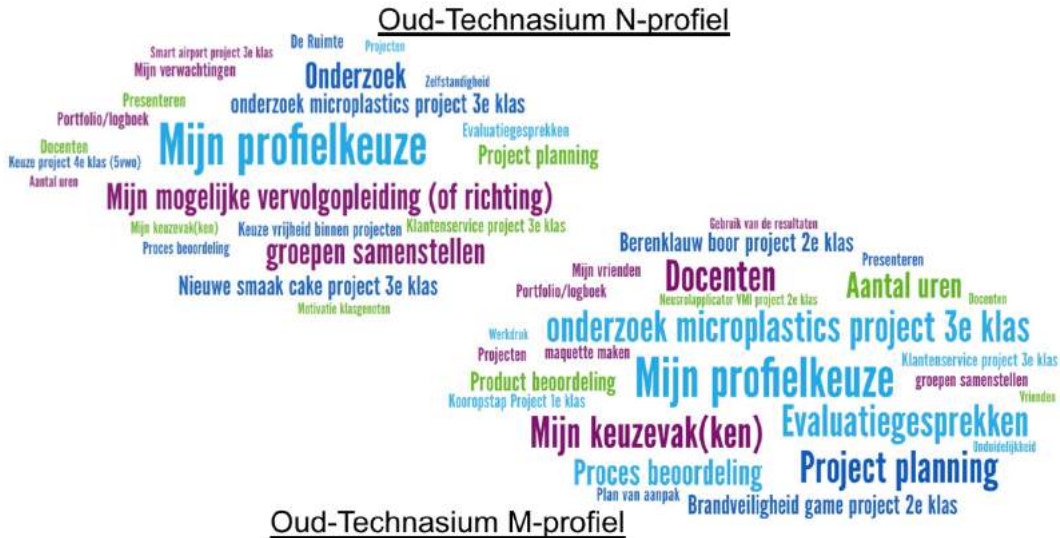 Oud-Technasium N-profiel
De Ruimte
Projecten
Smart airport project 3e klas
Mijn verwachtingen
Onderzoek
Zelfstandigheid
Presenteren
onderzoek microplastics project 3e klas
Portfolio/logboek
Mijn profielkeuze
Evaluatiegesprekken
Docenten
Project planning
Keuze project 4e klas (5vwo)
Aantal uren
Mijn mogelijke vervolgopleiding (of richting)
Mijn keuzevak(ken)
Keuze vrijheid binnen projecten
Klantenservice project 3e klas
Proces beoordeling
groepen samenstellen
Nieuwe smaak cake project 3e klas
Motivatie klasgenoten
Gebruik van de resultaten
Berenklauw boor project 2e klas
Mijn vrienden
Docenten
Presenteren
Portfolio/logboek
Aantal uren
Neusrolapplicator VMI project 2e klas
Docenten
Werkdruk
onderzoek microplastics project 3e klas
Projecten
maquette maken
Klantenservice project 3e klas
Product beoordeling
Mijn profielkeuze
groepen samenstellen
Kooropstap Project 1e klas
Vrienden
Mijn keuzevak(ken)
Evaluatiegesprekken
Onduidelijkheid
Proces beoordeling
Project planning
Plan van aanpak
Brandveiligheid game project 2e klas
Oud-Technasium M-profiel